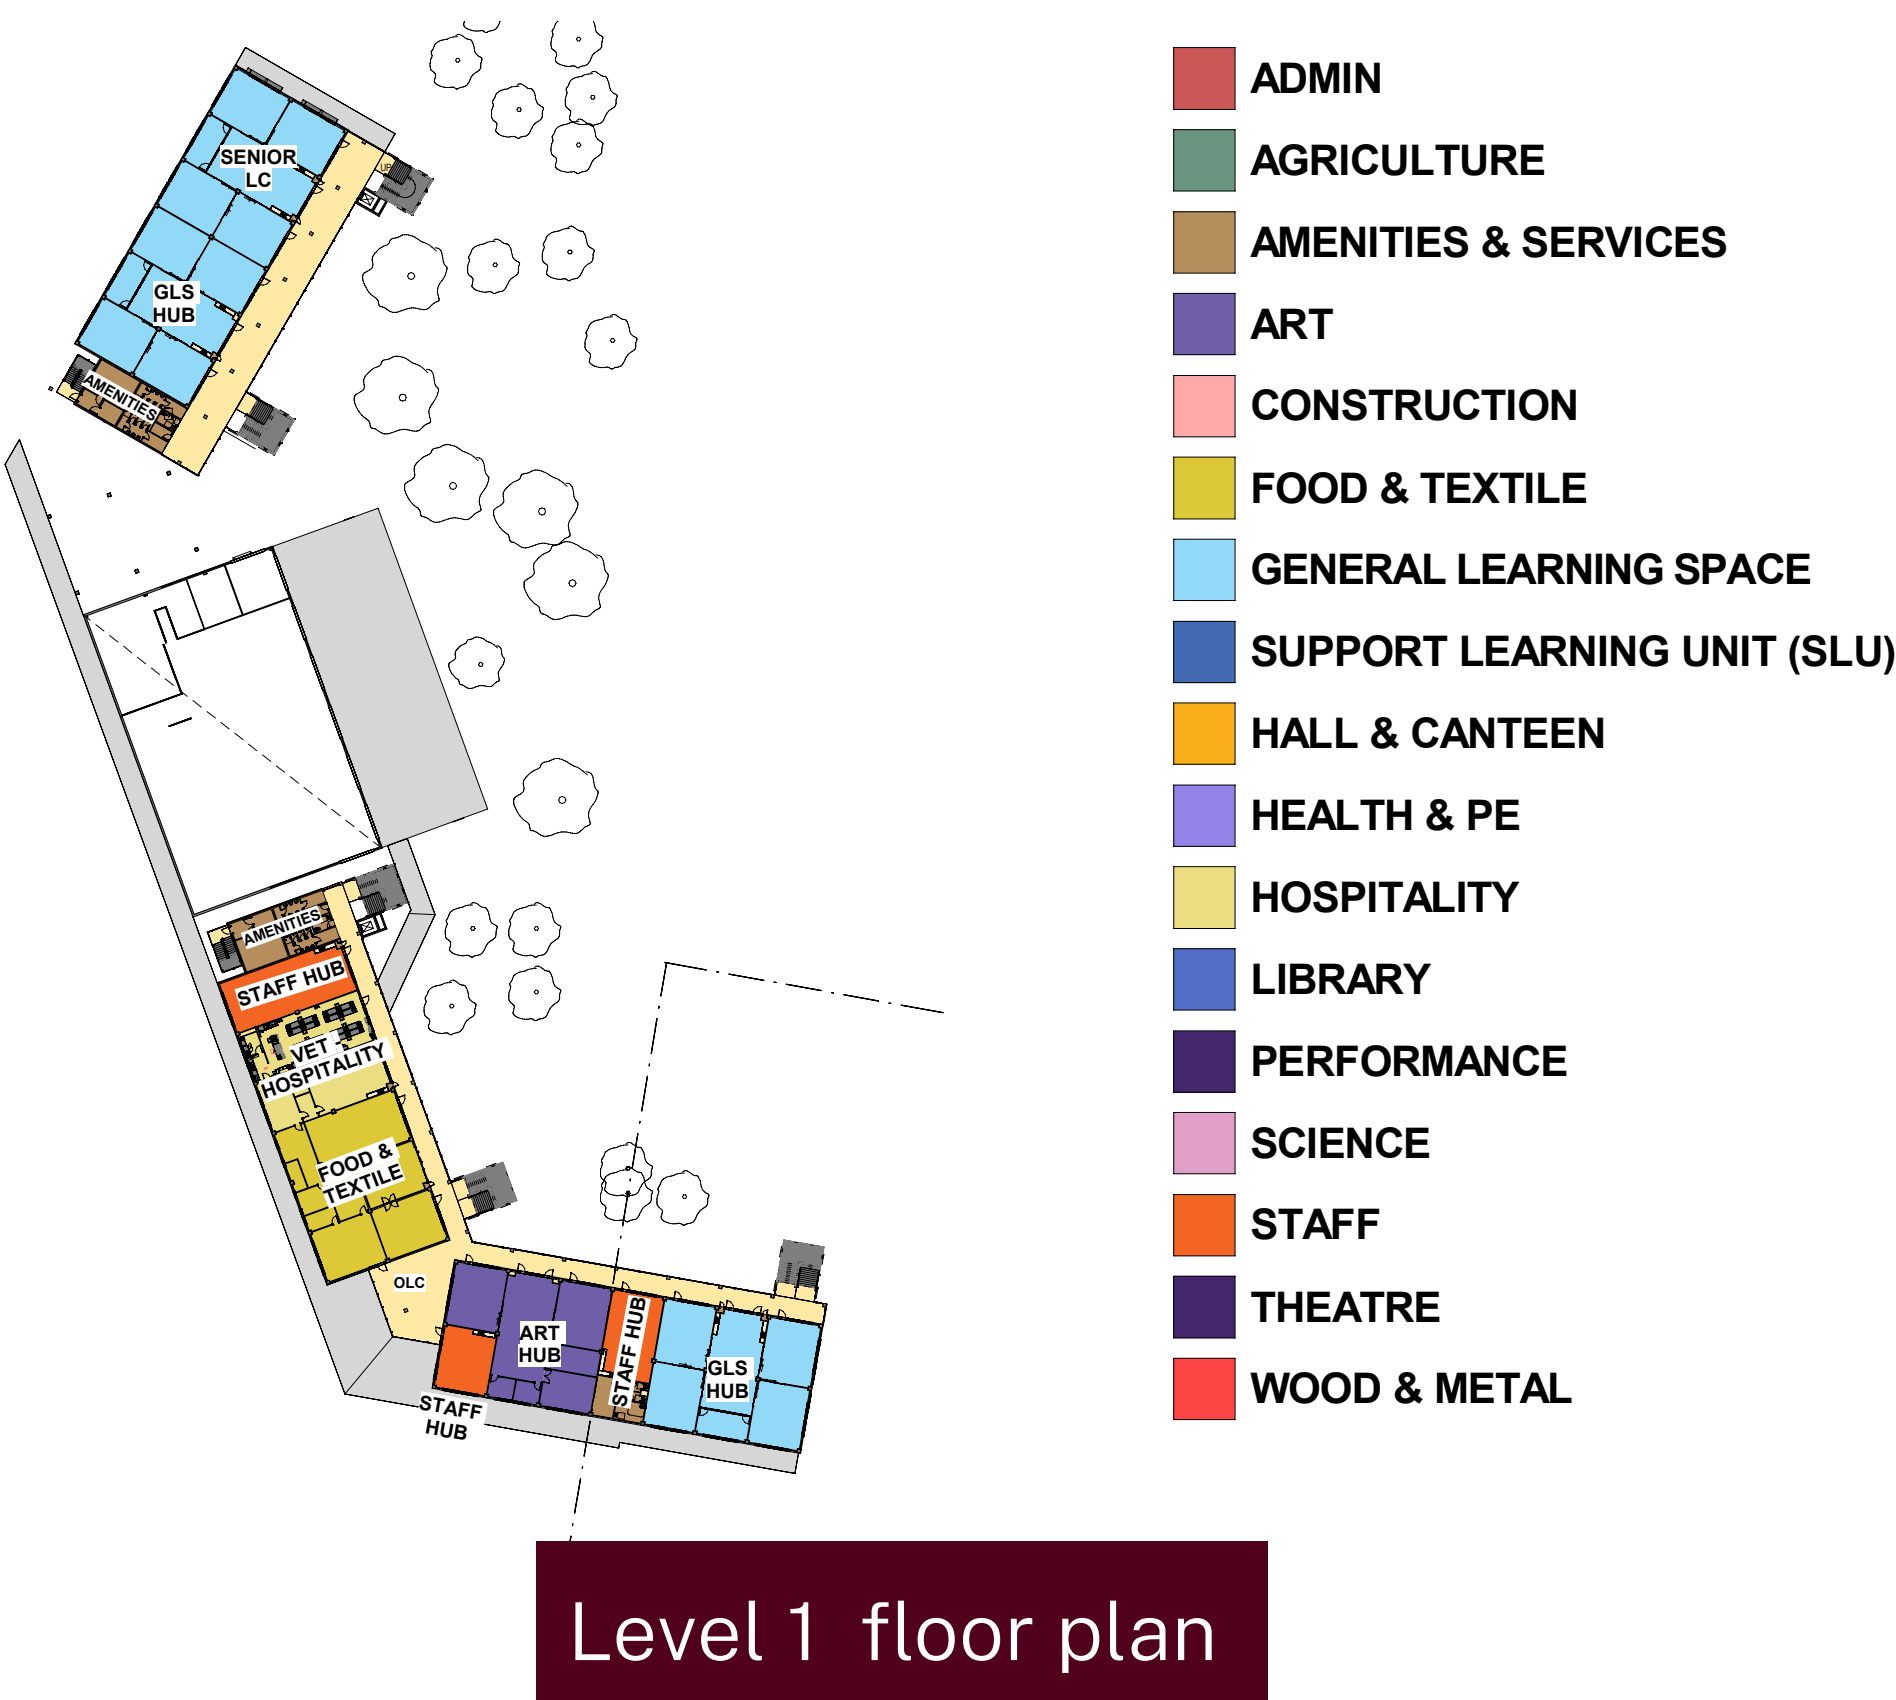 SENIOR
LC
UP
GLS
HUB
AMENITIES
AMENITIES
STAFF HUB
VET -
HOSPITALITY
FOOD &
TEXTILE
OLC
ART
HUB
STAFF HUB
GLS
HUB
STAFF
HUB
ADMIN
AGRICULTURE
AMENITIES & SERVICES
ART
CONSTRUCTION
FOOD & TEXTILE
GENERAL LEARNING SPACE
SUPPORT LEARNING UNIT (SLU)
HALL & CANTEEN
HEALTH & PE
HOSPITALITY
LIBRARY
PERFORMANCE
SCIENCE
STAFF
THEATRE
WOOD & METAL
Level 1 floor plan